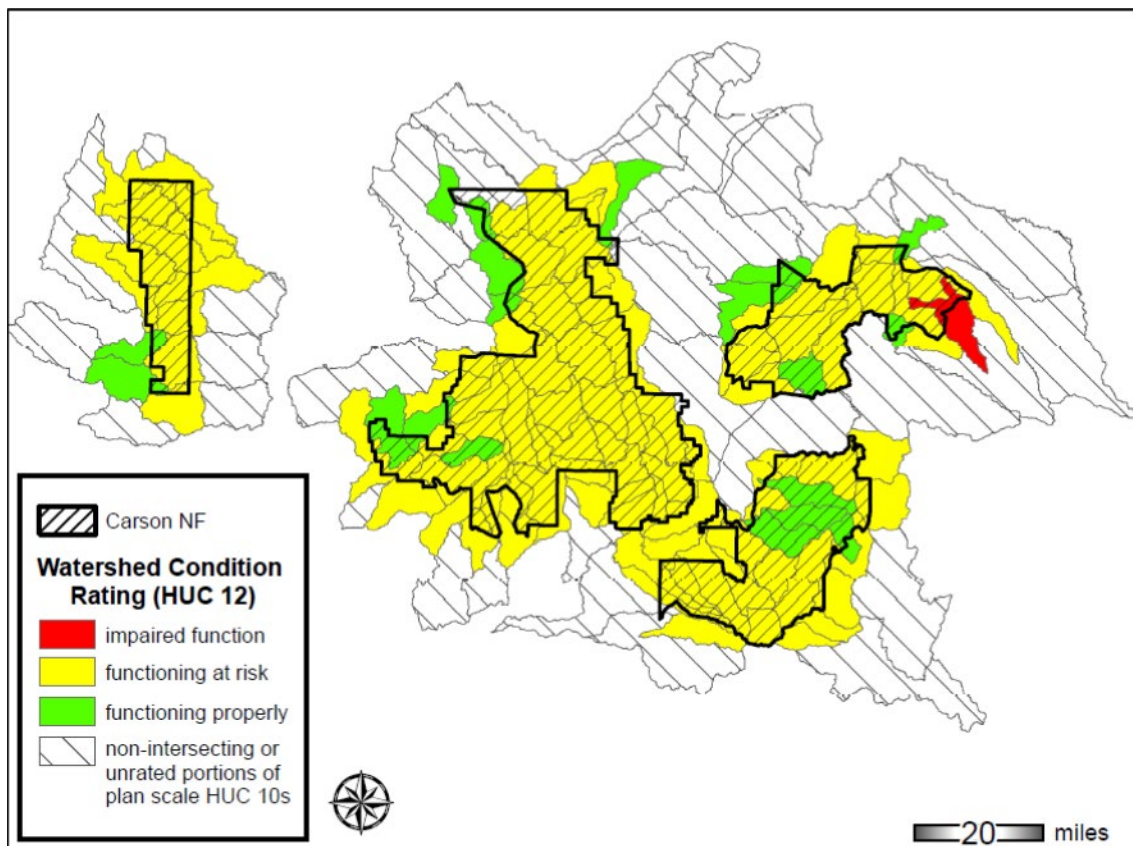 Carson NF
Watershed Condition
Rating (HUC 12)
impaired function
functioning at risk
functioning properly
non-intersecting or
unrated portions of
plan scale HUC 10s
20 miles